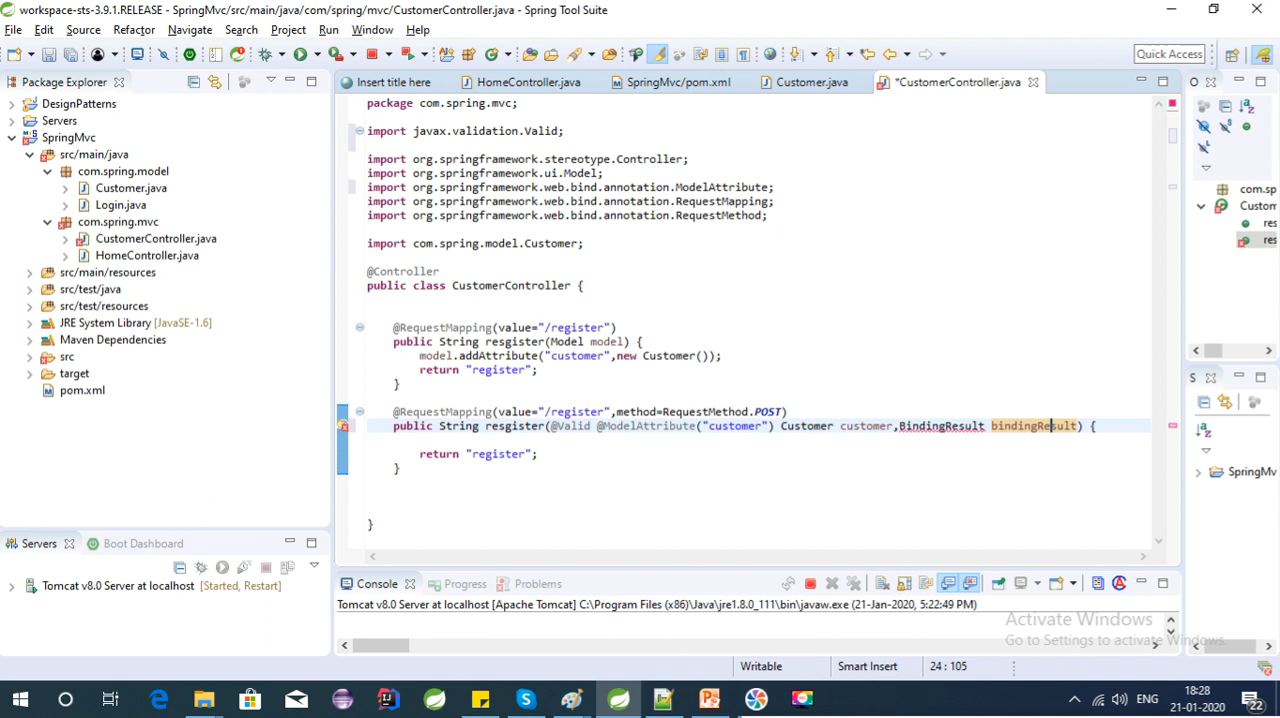 workspace-sts-3.9.1.RELEASE - SpringMvc/src/main/java/com/spring/mvc/CustomerController.java - Spring Tool Suite
File Edit Source Refactor Navigate Search Project Run Window Help
Quick Access
Package Explorer
Insert title here HomeController.java SpringMvc/pom.xml Customer.java *CustomerController.java O
DesignPatterns
Servers
SpringMvc
src/main/java
com.spring.model
Customer.java
Login.java
com.spring.mvc
CustomerController.java
HomeController.java
src/main/resources
src/test/java
src/test/resources
JRE System Library [JavaSE-1.6]
Maven Dependencies
src
target
pom.xml
package com.spring.mvc;
import javax.validation.Valid;
import org.springframework.stereotype.Controller;
import org.springframework.ui.Model;
import org.springframework.web.bind.annotation.ModelAttribute;
import org.springframework.web.bind.annotation.RequestMapping;
import org.springframework.web.bind.annotation.RequestMethod;
import com.spring.model.Customer;
@Controller
public class CustomerController {
@RequestMapping(value="/register")
public String resgister(Model model) {
model.addAttribute("customer",new Customer());
return "register";
}
@RequestMapping(value="/register",method=RequestMethod.POST)
public String resgister(@Valid @ModelAttribute("customer") Customer customer,BindingResult bindingResult) {
return "register";
}
}
com.sp
Custom
res
res
S
SpringM
Servers Boot Dashboard
Tomcat v8.0 Server at localhost [Started, Restart]
Console Progress Problems
Tomcat v8.0 Server at localhost [Apache Tomcat] C:\Program Files (x86)\Java\jre1.8.0_111\bin\javaw.exe (21-Jan-2020, 5:22:49 PM)
Activate Windows
Go to Settings to activate Windows.
Writable Smart Insert 24 : 105
ENG
18:28
21-01-2020
22